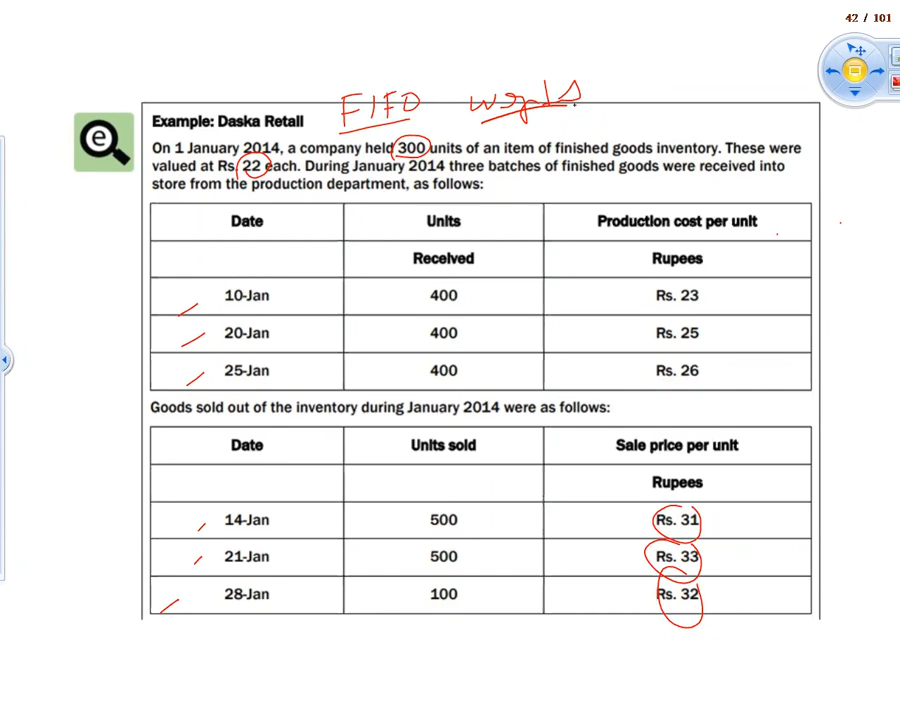 42 / 101
FIFO
Example: Daska Retail
On 1 January 2014, a company held 300 units of an item of finished goods inventory. These were
valued at Rs 22 each. During January 2014 three batches of finished goods were received into
store from the production department, as follows:
Date Units Production cost per unit
Received Rupees
10-Jan 400 Rs. 23
20-Jan 400 Rs. 25
25-Jan 400 Rs. 26
Goods sold out of the inventory during January 2014 were as follows:
Date Units sold Sale price per unit
Rupees
14-Jan 500 Rs. 31
21-Jan 500 Rs. 33
28-Jan 100 Rs. 32